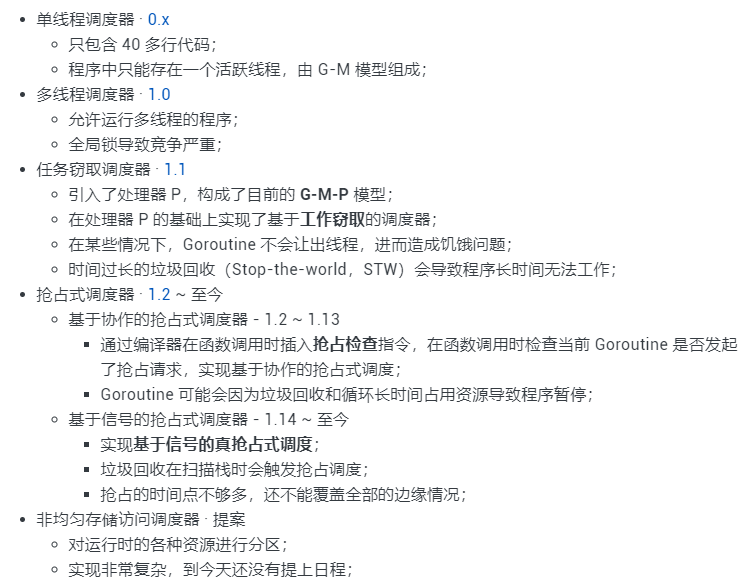 单线程调度器 · 0.x
只包含 40 多行代码；
程序中只能存在一个活跃线程，由 G-M 模型组成；
多线程调度器 · 1.0
允许运行多线程的程序；
全局锁导致竞争严重；
任务窃取调度器 · 1.1
引入了处理器 P，构成了目前的 G-M-P 模型；
在处理器 P 的基础上实现了基于工作窃取的调度器；
在某些情况下，Goroutine 不会让出线程，进而造成饥饿问题；
时间过长的垃圾回收（Stop-the-world，STW）会导致程序长时间无法工作；
抢占式调度器 · 1.2 ~ 至今
基于协作的抢占式调度器 - 1.2 ~ 1.13
通过编译器在函数调用时插入抢占检查指令，在函数调用时检查当前 Goroutine 是否发起
了抢占请求，实现基于协作的抢占式调度；
Goroutine 可能会因为垃圾回收和循环长时间占用资源导致程序暂停；
基于信号的抢占式调度器 - 1.14 ~ 至今
实现基于信号的真抢占式调度；
垃圾回收在扫描栈时会触发抢占调度；
抢占的时间点不够多，还不能覆盖全部的边缘情况；
非均匀存储访问调度器 · 提案
对运行时的各种资源进行分区；
实现非常复杂，到今天还没有提上日程；